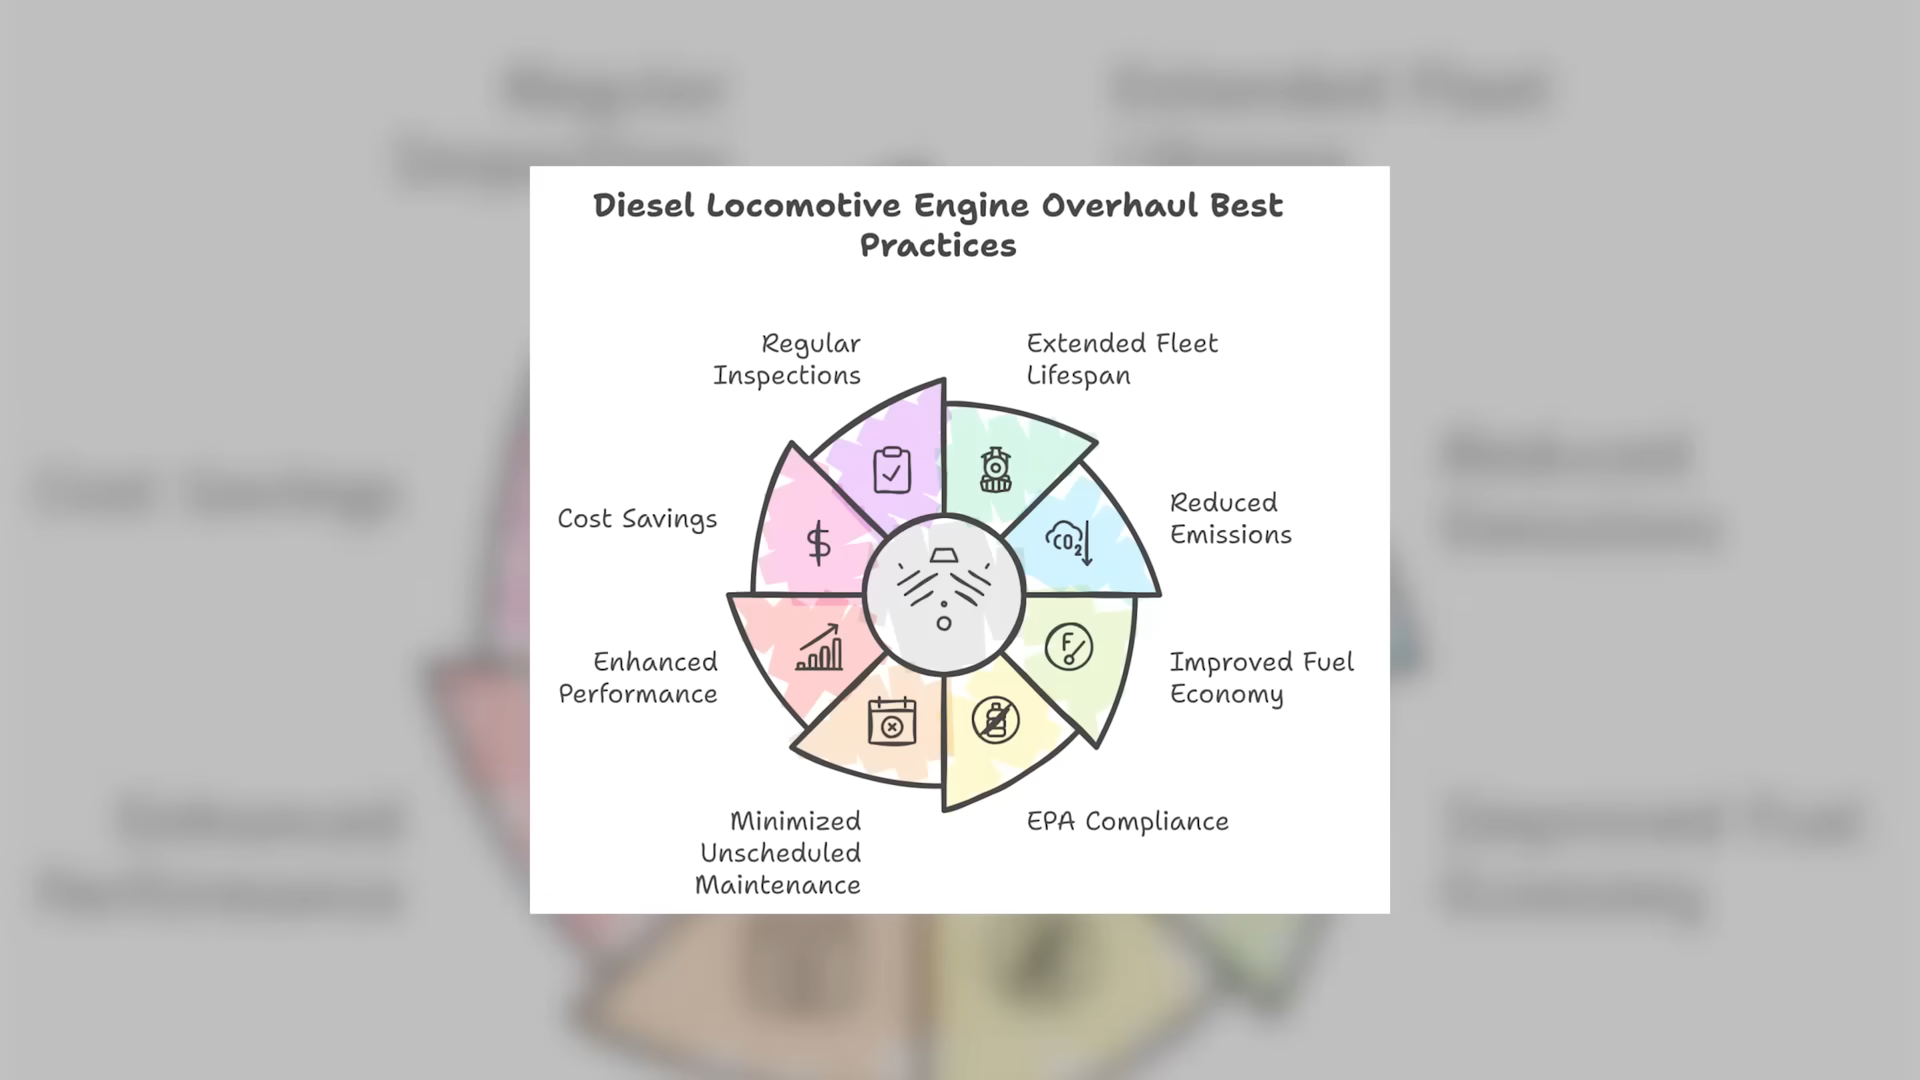 Diesel Locomotive Engine Overhaul Best
Practices
Regular
Inspections
Extended Fleet
Lifespan
Cost Savings
$
Reduced
Emissions
CO2
Enhanced
Performance
F
Improved Fuel
Economy
Minimized
Unscheduled
Maintenance
EPA Compliance